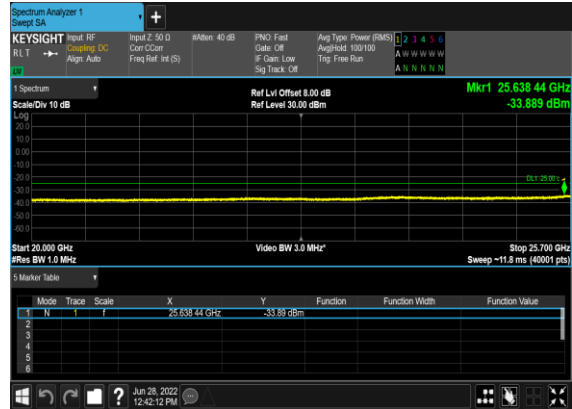 Spectrum Analyzer 1
Swept SA
+
KEYSIGHT Input: RF Input Z: 50 Ω #Atten: 40 dB PNO: Fast Avg Type: Power (RMS) 1 2 3 4 5 6
RLT Coupling: DC Corr CCorr Gate: Off Avg|Hold: 100/100 A W W W W W
Align: Auto Freq Ref: Int (S) IF Gain: Low Trig: Free Run
Sig Track: Off A N N N N N
1 Spectrum Ref Lvl Offset 8.00 dB Mkr1 25.638 44 GHz
Scale/Div 10 dB Ref Level 30.00 dBm -33.889 dBm
Log
20.0
10.0
0.00
-10.0
-20.0
DL1 -25.00
-30.0
-40.0
-50.0
-60.0
Start 20.000 GHz Video BW 3.0 MHz* Stop 25.700 GHz
#Res BW 1.0 MHz Sweep ~11.8 ms (40001 pts)
5 Marker Table
Mode Trace Scale X Y Function Function Width Function Value
1 N 1 f 25.638 44 GHz -33.89 dBm
2
3
4
5
6
? Jun 28, 2022
12:42:12 PM